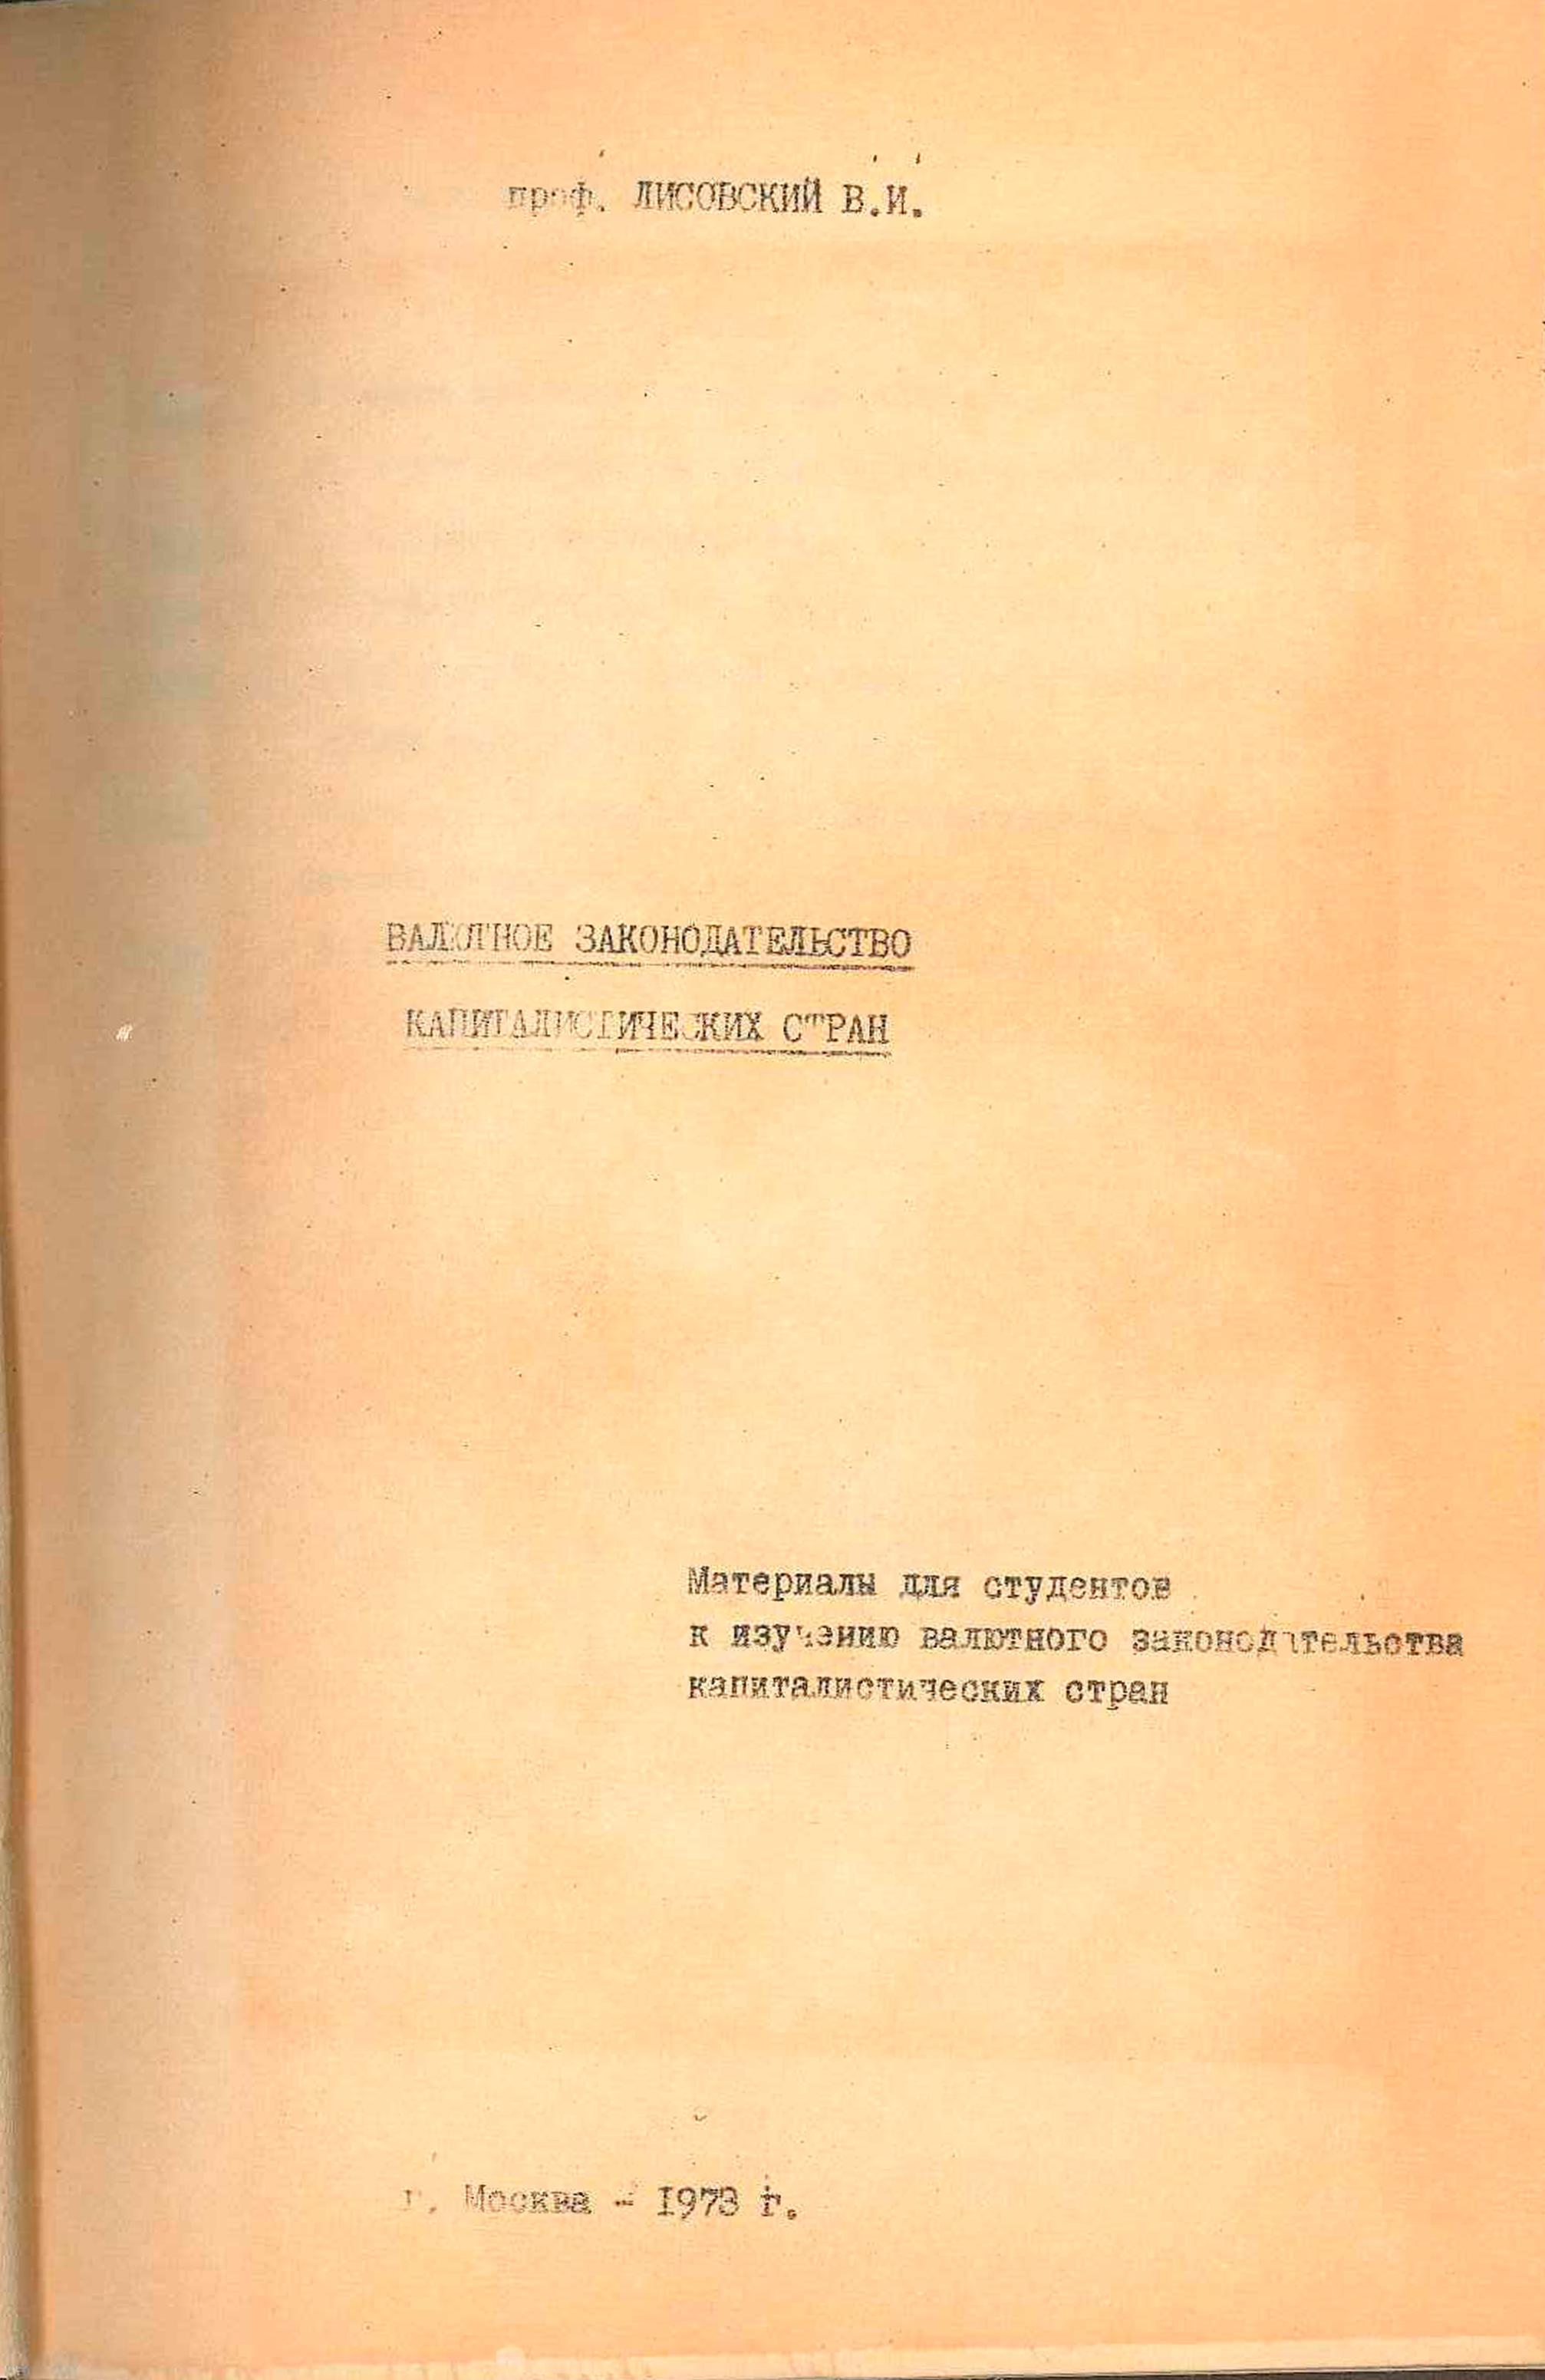 проф. ЛИСОВСКИЙ В.И.
ВАЛЮТНОЕ ЗАКОНОДАТЕЛЬСТВО
КАПИТАЛИСТИЧЕСКИХ СТРАН
Материалы для студентов
к изучению валютного законодательства
капиталистических стран
г. Москва - 1973 г.